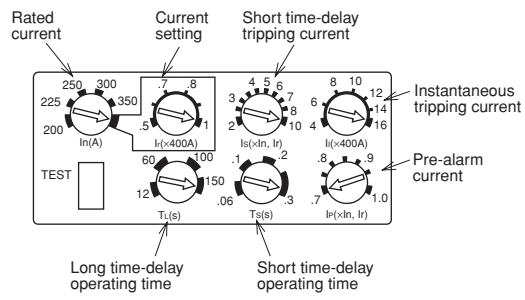 Rated
current
Current
setting
Short time-delay
tripping current
Instantaneous
tripping current
Pre-alarm
current
200
225
250
300
350
In(A)
.5
.7
.8
1
Ir(×400A)
2
3
4
5
6
7
8
10
Is(×In, Ir)
4
6
8
10
12
14
16
Ii(×400A)
TEST
12
60
100
150
TL(s)
.06
.1
.2
.3
Ts(s)
.7
.8
.9
1.0
IP(×In, Ir)
Long time-delay
operating time
Short time-delay
operating time